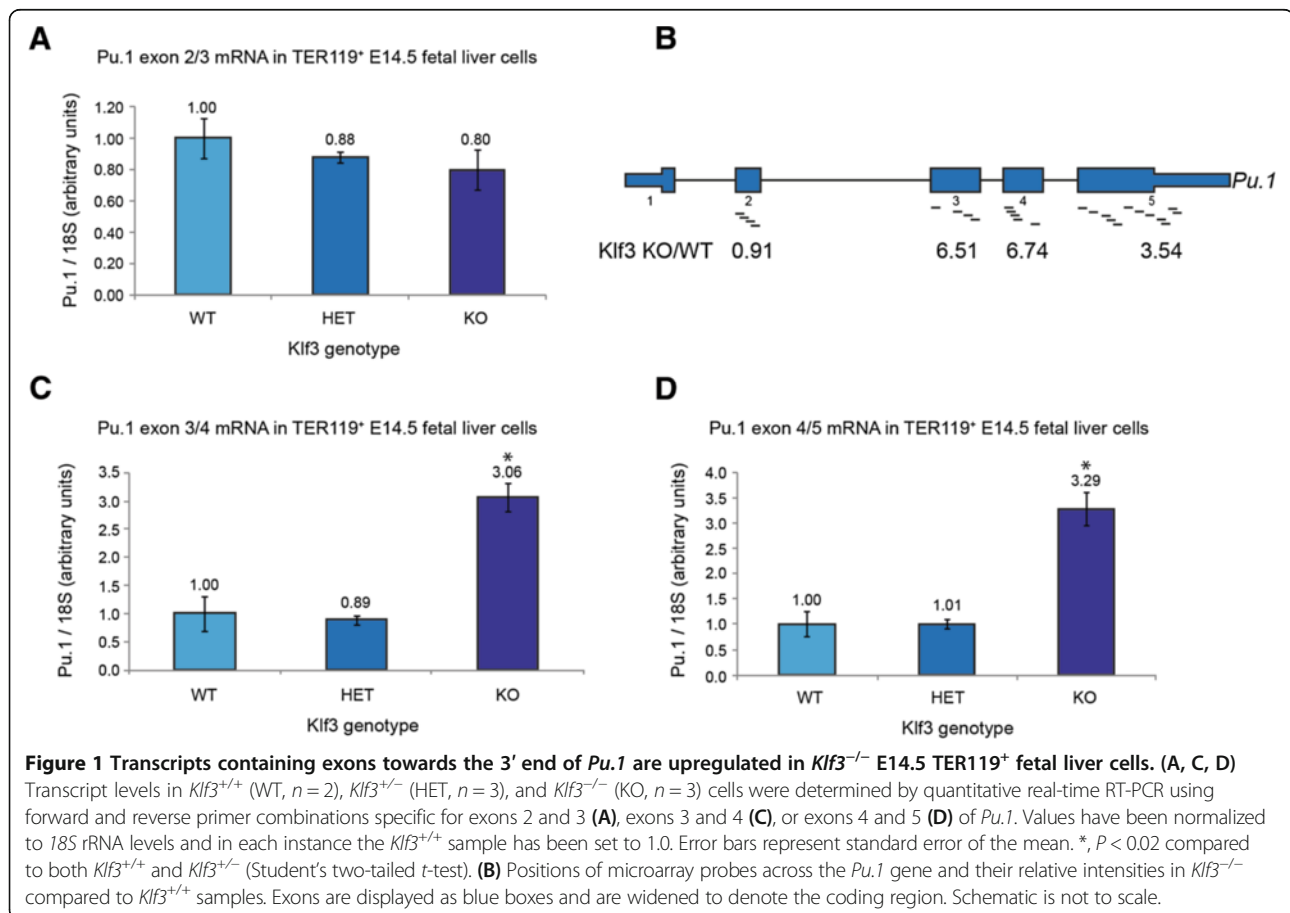 A
Pu.1 exon 2/3 mRNA in TER119⁺ E14.5 fetal liver cells
Pu.1 / 18S (arbitrary units)
1.20
1.00
0.80
0.60
0.40
0.20
0.00
1.00
0.88
0.80
WT
HET
KO
Klf3 genotype
B
Pu.1
1
2
3
4
5
Klf3 KO/WT 0.91 6.51 6.74 3.54
C
Pu.1 exon 3/4 mRNA in TER119⁺ E14.5 fetal liver cells
Pu.1 / 18S (arbitrary units)
3.5
3.0
2.5
2.0
1.5
1.0
0.5
0.0
1.00
0.89
*
3.06
WT
HET
KO
Klf3 genotype
D
Pu.1 exon 4/5 mRNA in TER119⁺ E14.5 fetal liver cells
Pu.1 / 18S (arbitrary units)
4.0
3.5
3.0
2.5
2.0
1.5
1.0
0.5
0.0
1.00
1.01
*
3.29
WT
HET
KO
Klf3 genotype
Figure 1 Transcripts containing exons towards the 3′ end of Pu.1 are upregulated in Klf3⁻/⁻ E14.5 TER119⁺ fetal liver cells. (A, C, D)
Transcript levels in Klf3⁺/⁺ (WT, n = 2), Klf3⁺/⁻ (HET, n = 3), and Klf3⁻/⁻ (KO, n = 3) cells were determined by quantitative real-time RT-PCR using
forward and reverse primer combinations specific for exons 2 and 3 (A), exons 3 and 4 (C), or exons 4 and 5 (D) of Pu.1. Values have been normalized
to 18S rRNA levels and in each instance the Klf3⁺/⁺ sample has been set to 1.0. Error bars represent standard error of the mean. *, P < 0.02 compared
to both Klf3⁺/⁺ and Klf3⁺/⁻ (Student's two-tailed t-test). (B) Positions of microarray probes across the Pu.1 gene and their relative intensities in Klf3⁻/⁻
compared to Klf3⁺/⁺ samples. Exons are displayed as blue boxes and are widened to denote the coding region. Schematic is not to scale.